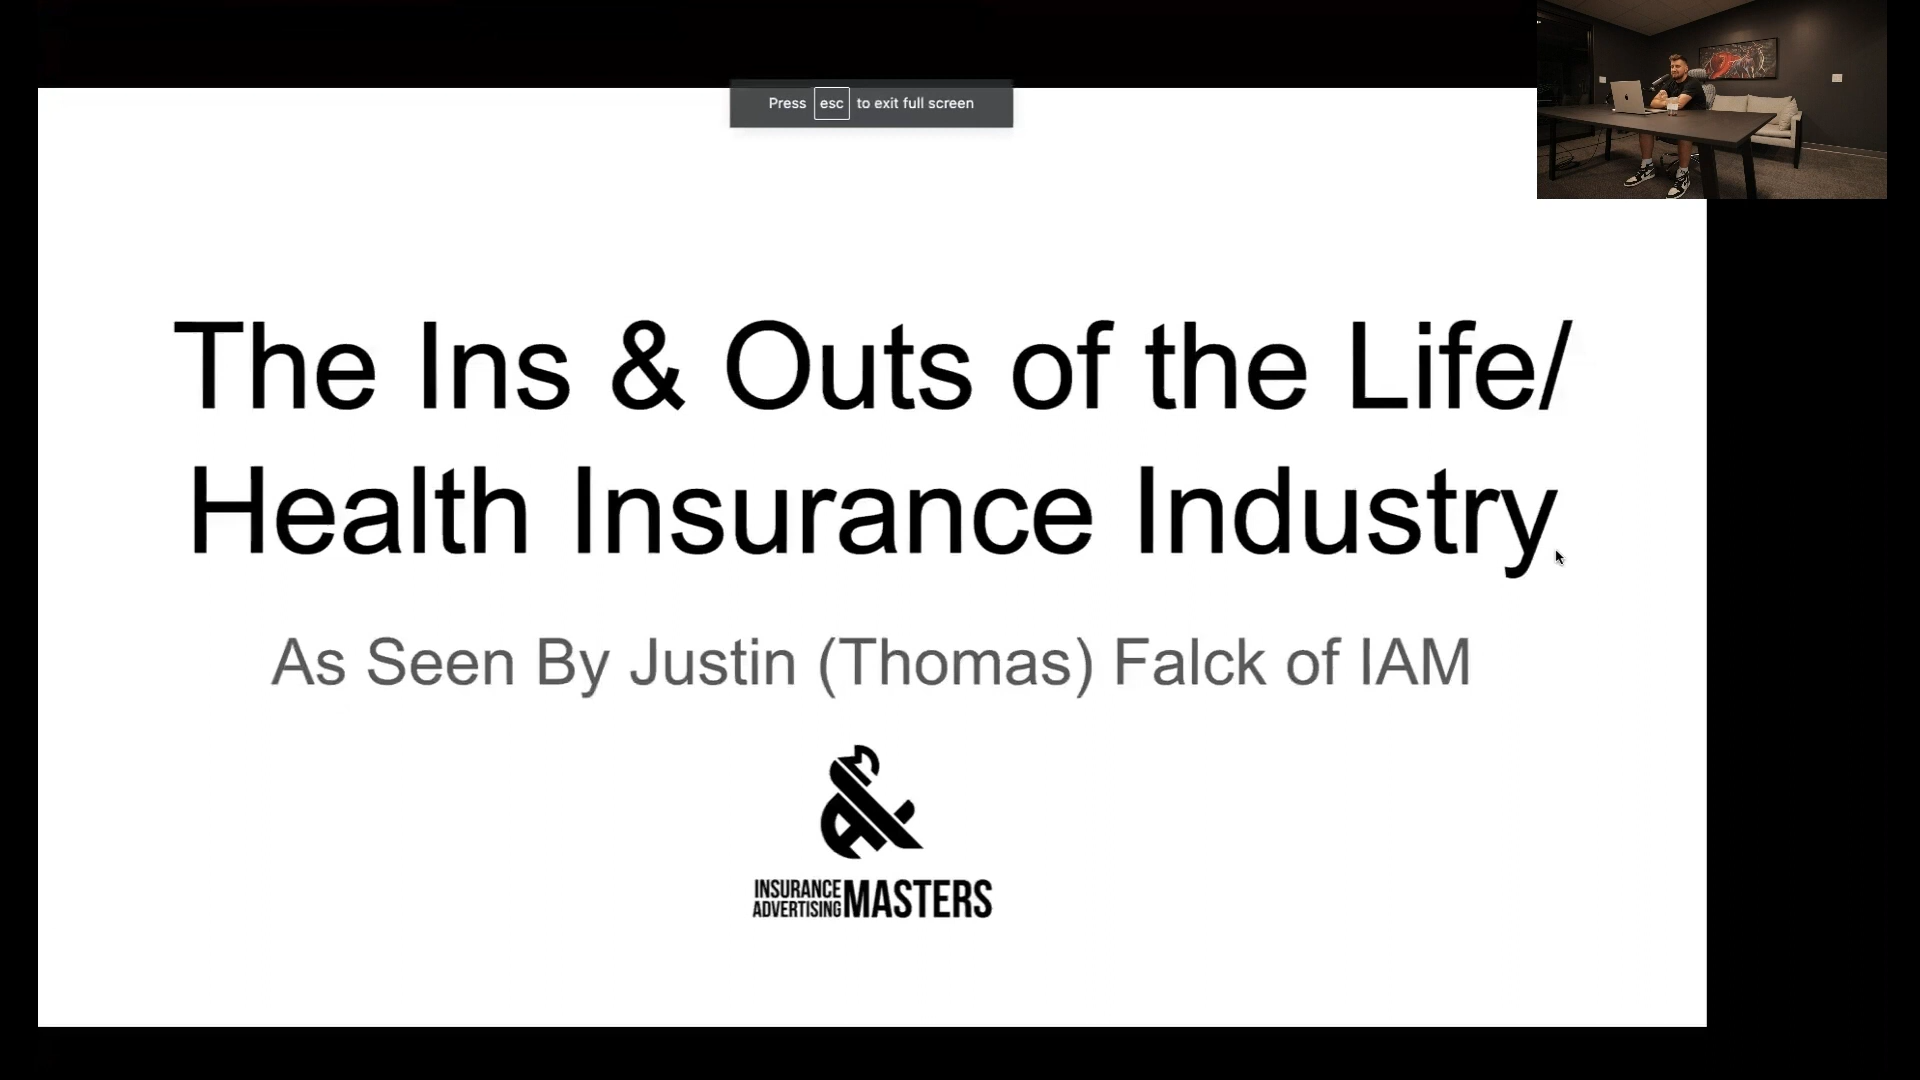 Press esc to exit full screen
The Ins & Outs of the Life/
Health Insurance Industry
As Seen By Justin (Thomas) Falck of IAM
INSURANCE
ADVERTISING MASTERS